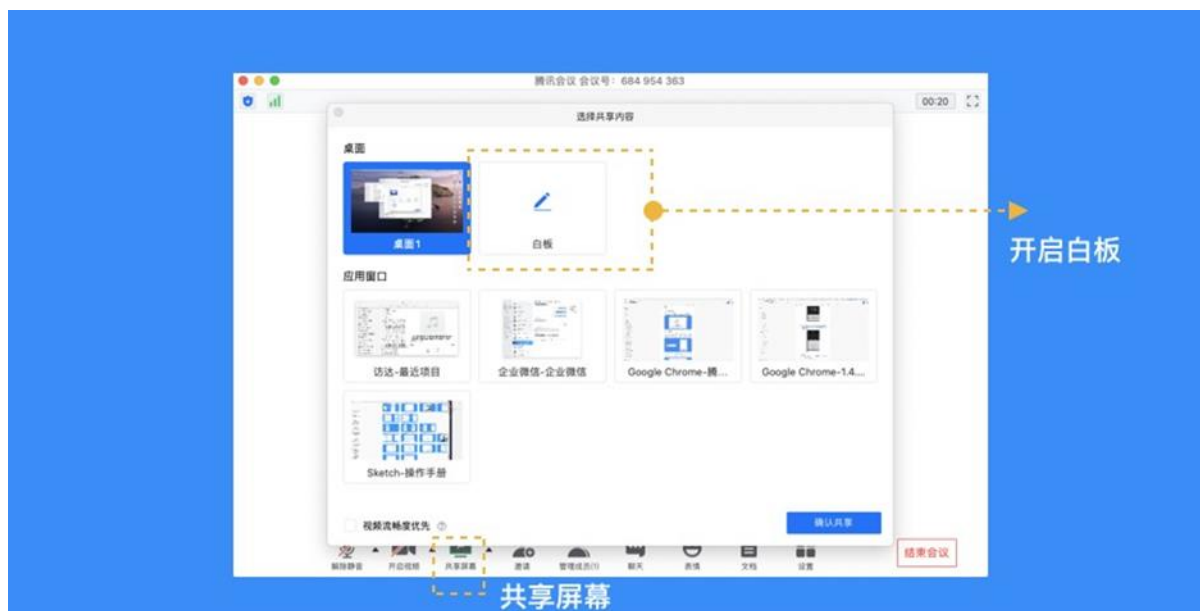 腾讯会议 会议号：684 954 363
00:20
选择共享内容
桌面
桌面1
白板
开启白板
应用窗口
访达-最近项目
企业微信-企业微信
Google Chrome-腾...
Google Chrome-1.4....
Sketch-操作手册
视频流畅度优先
确认共享
解除静音
开启视频
共享屏幕
邀请
管理成员(1)
聊天
表情
文档
设置
结束会议
共享屏幕